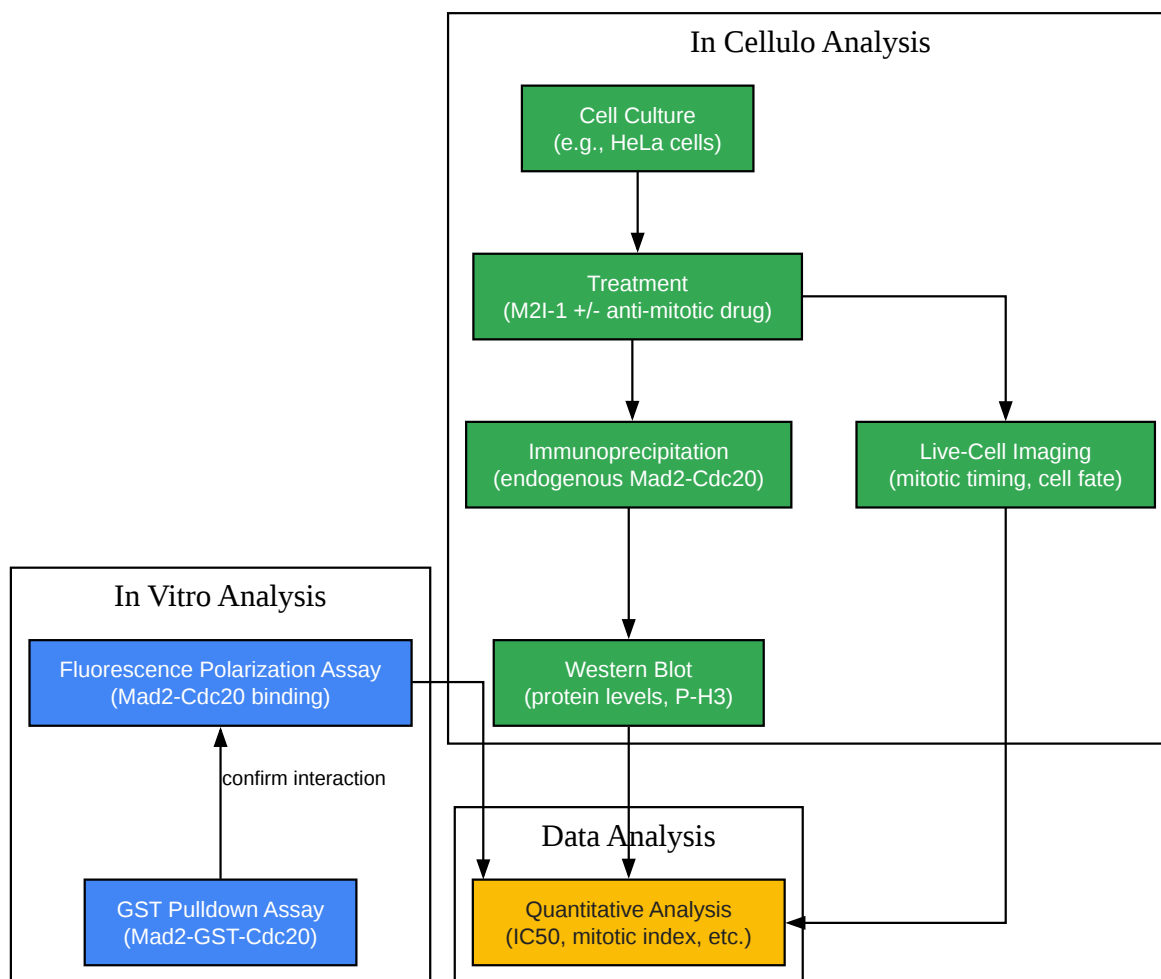 In Cellulo Analysis
Cell Culture
(e.g., HeLa cells)
Treatment
(M2I-1 +/- anti-mitotic drug)
Immunoprecipitation
(endogenous Mad2-Cdc20)
Live-Cell Imaging
(mitotic timing, cell fate)
In Vitro Analysis
Fluorescence Polarization Assay
(Mad2-Cdc20 binding)
Western Blot
(protein levels, P-H3)
confirm interaction
Data Analysis
GST Pulldown Assay
(Mad2-GST-Cdc20)
Quantitative Analysis
(IC50, mitotic index, etc.)